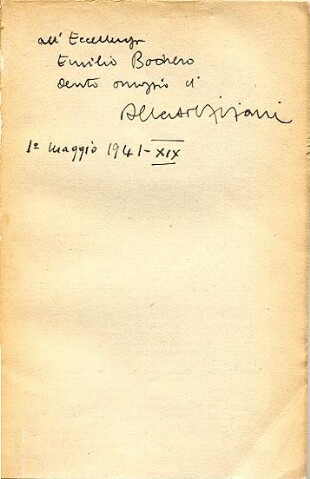 all' Eccellenza
Emilio Bodrero
devoto omaggio di
1° Maggio 1941-XIX